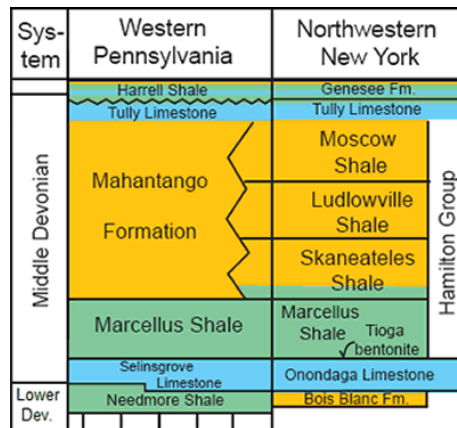 Sys-
tem
Western
Pennsylvania
Northwestern
New York
Harrell Shale
Genesee Fm.
Tully Limestone
Tully Limestone
Middle Devonian
Mahantango
Formation
Moscow
Shale
Ludlowville
Shale
Skaneateles
Shale
Hamilton Group
Marcellus Shale
Marcellus
Shale
Tioga
bentonite
Selinsgrove
Limestone
Onondaga Limestone
Lower
Dev.
Needmore Shale
Bois Blanc Fm.